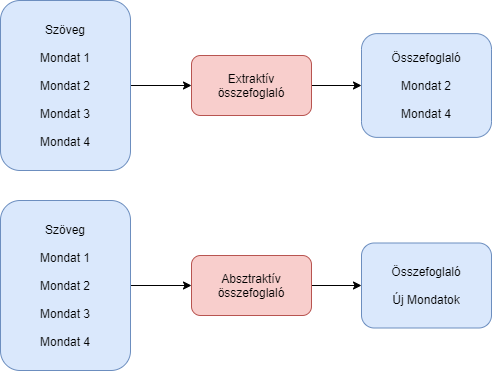 Szöveg
Mondat 1
Mondat 2
Mondat 3
Mondat 4
Extraktív
összefoglaló
Összefoglaló
Mondat 2
Mondat 4
Szöveg
Mondat 1
Mondat 2
Mondat 3
Mondat 4
Absztraktív
összefoglaló
Összefoglaló
Új Mondatok